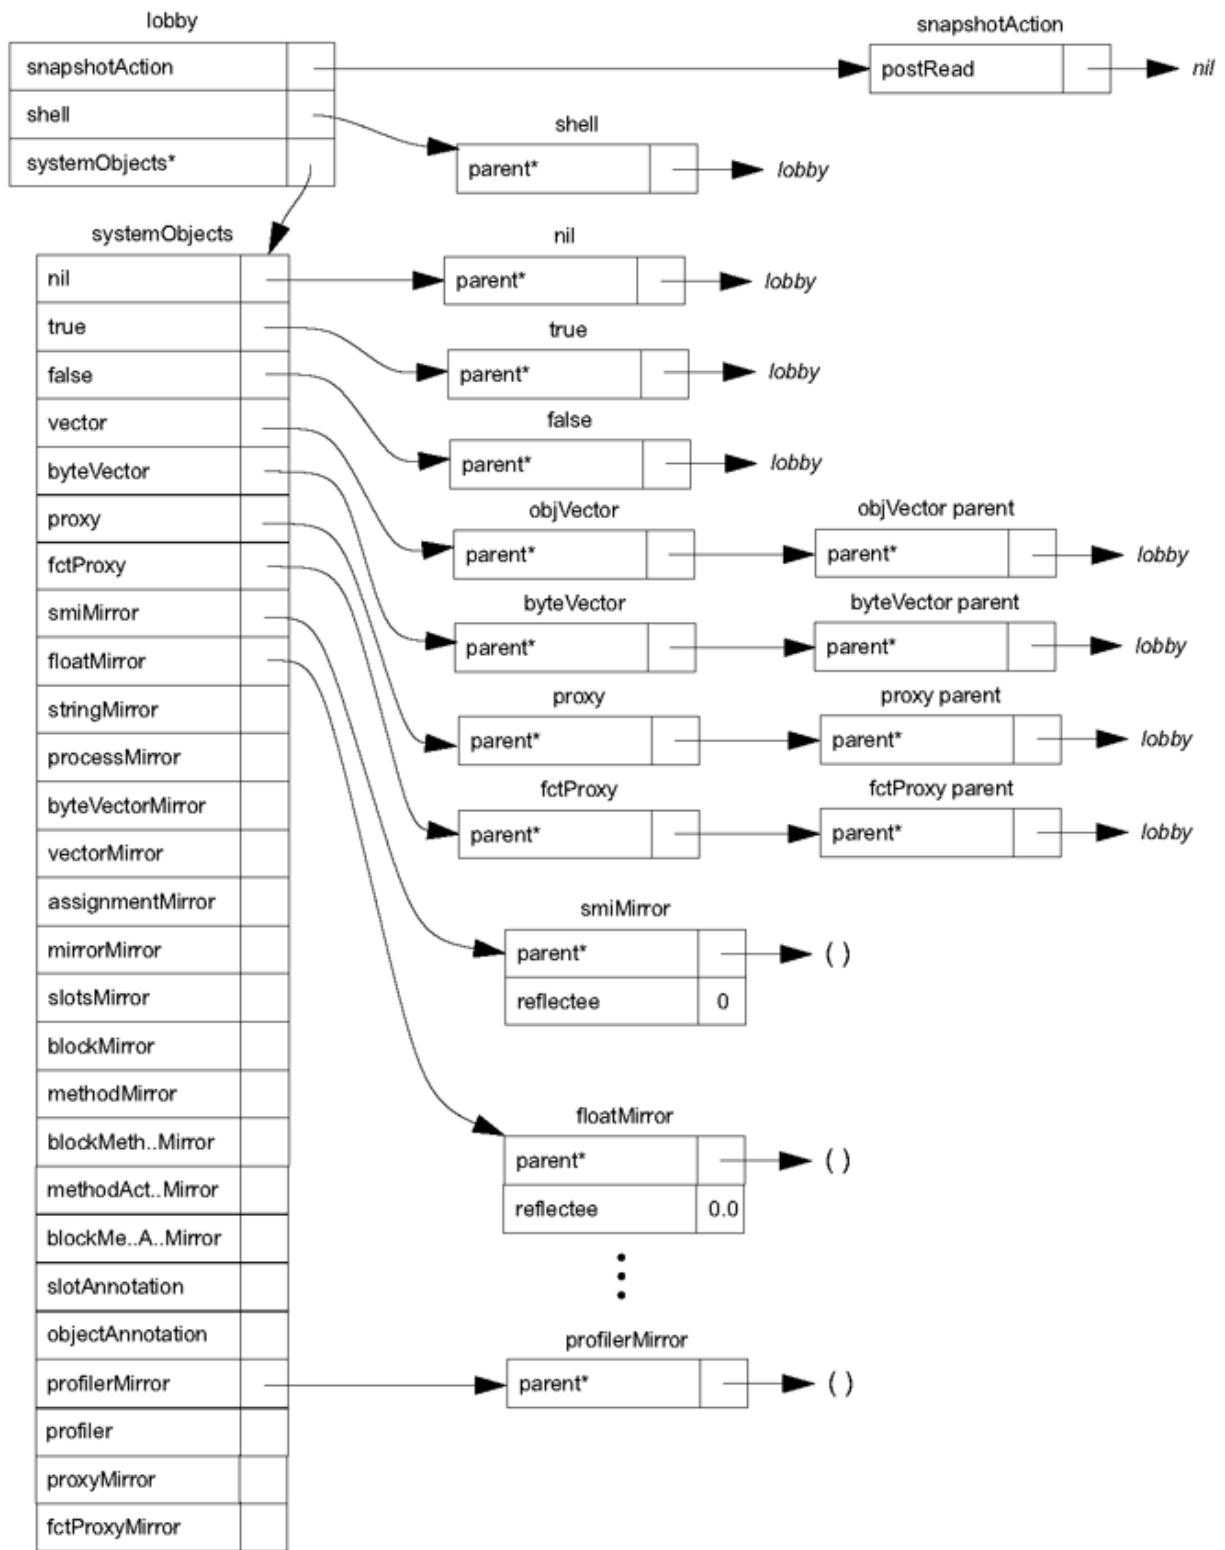 lobby
snapshotAction
snapshotAction
postRead
nil
shell
shell
parent*
lobby
systemObjects*
systemObjects
nil
nil
parent*
lobby
true
true
parent*
lobby
false
false
parent*
lobby
vector
byteVector
objVector
objVector parent
proxy
parent*
parent*
lobby
fctProxy
byteVector
byteVector parent
smiMirror
parent*
parent*
lobby
floatMirror
stringMirror
proxy
proxy parent
processMirror
parent*
parent*
lobby
byteVectorMirror
fctProxy
fctProxy parent
vectorMirror
parent*
parent*
lobby
assignmentMirror
smiMirror
mirrorMirror
parent*
( )
slotsMirror
reflectee
0
blockMirror
methodMirror
floatMirror
blockMeth..Mirror
parent*
( )
methodAct..Mirror
reflectee
0.0
blockMe..A..Mirror
slotAnnotation
objectAnnotation
profilerMirror
profilerMirror
parent*
( )
profiler
proxyMirror
fctProxyMirror